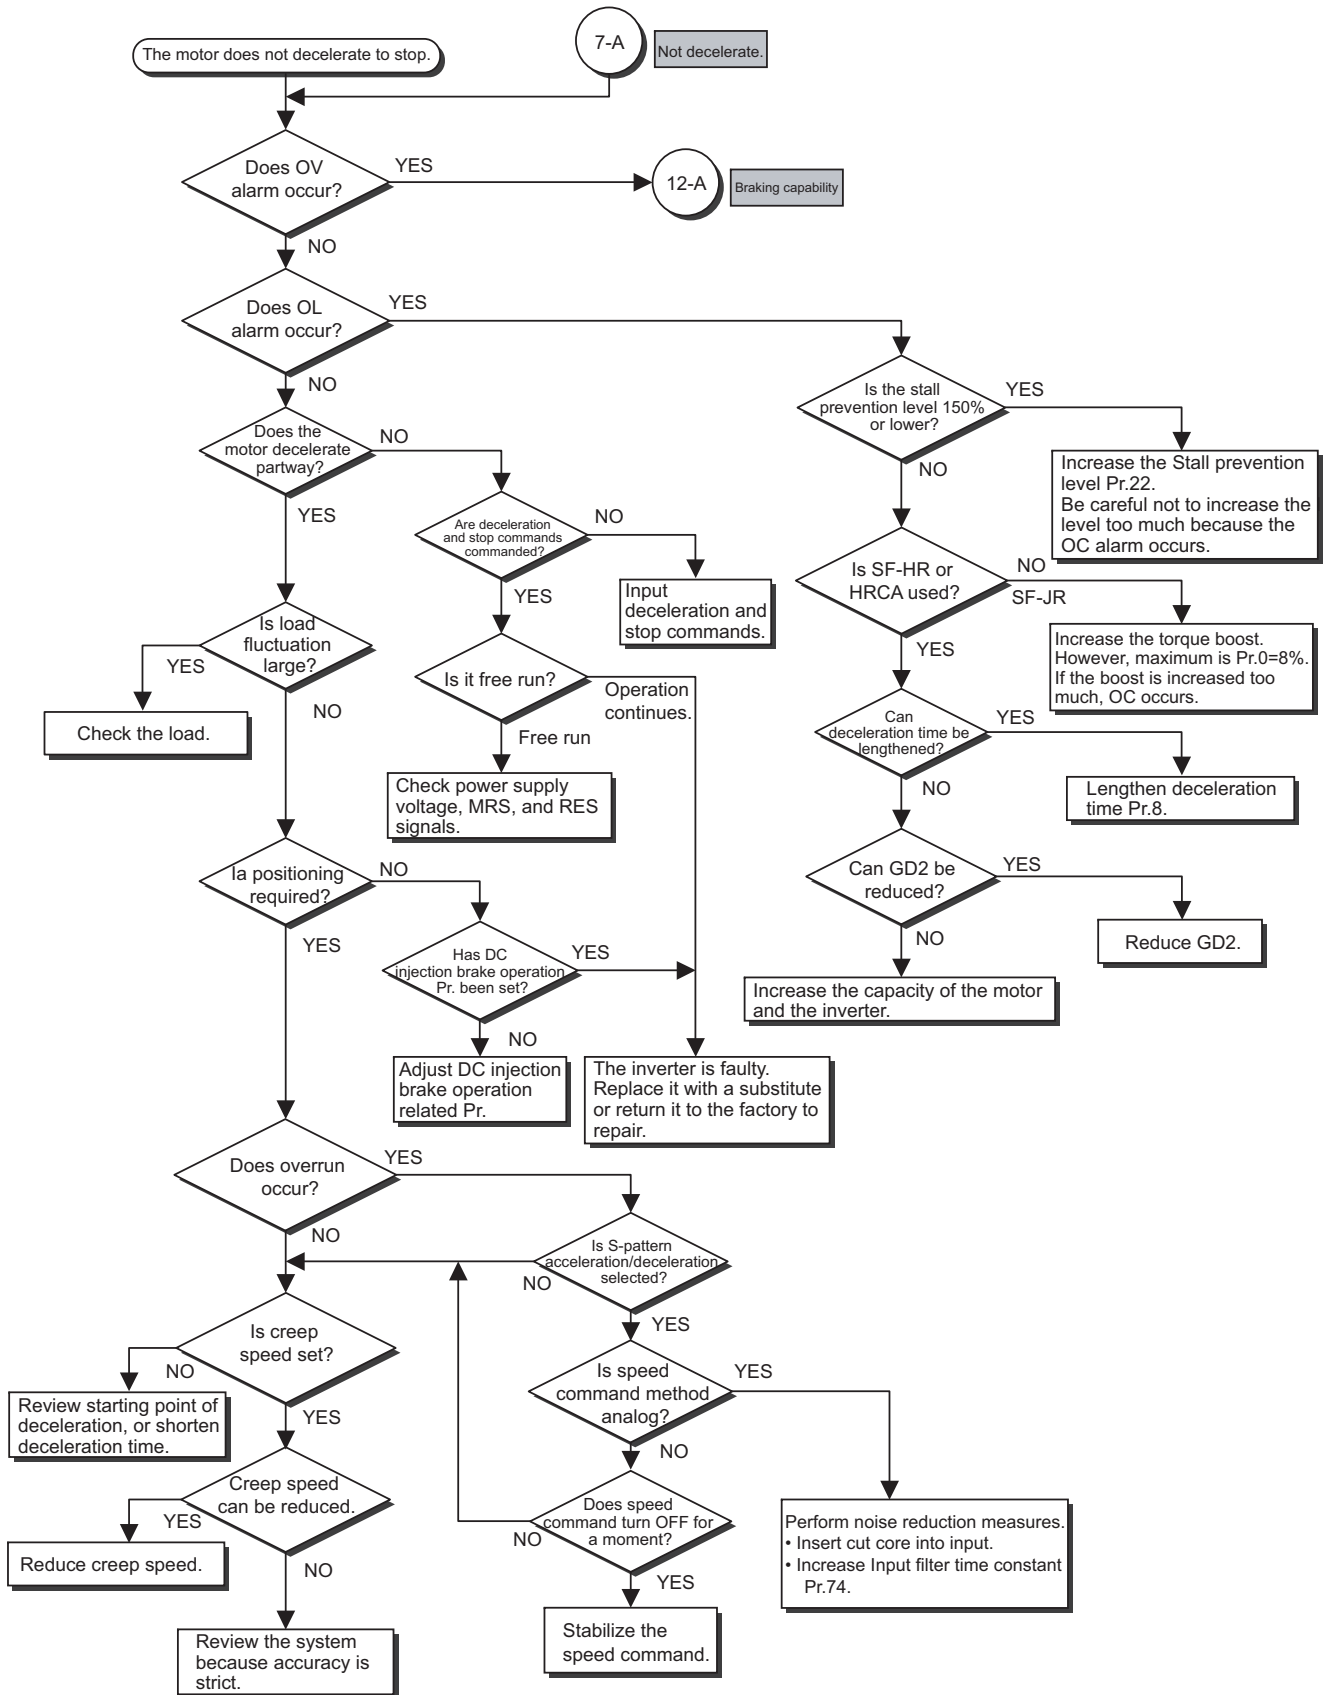 The motor does not decelerate to stop.
7-A
Not decelerate.
Does OV
alarm occur?
YES
12-A
Braking capability
NO
Does OL
alarm occur?
YES
NO
Is the stall
prevention level 150%
or lower?
YES
NO
Increase the Stall prevention
level Pr.22.
Be careful not to increase the
level too much because the
OC alarm occurs.
Does the
motor decelerate
partway?
NO
YES
Are deceleration
and stop commands
commanded?
NO
YES
Input
deceleration and
stop commands.
Is SF-HR or
HRCA used?
NO
SF-JR
YES
Increase the torque boost.
However, maximum is Pr.0=8%.
If the boost is increased too
much, OC occurs.
Is load
fluctuation
large?
YES
NO
Check the load.
Is it free run?
Operation
continues.
Free run
Check power supply
voltage, MRS, and RES
signals.
Can
deceleration time be
lengthened?
YES
NO
Lengthen deceleration
time Pr.8.
Can GD2 be
reduced?
YES
NO
Reduce GD2.
Increase the capacity of the motor
and the inverter.
Ia positioning
required?
NO
YES
Has DC
injection brake operation
Pr. been set?
YES
NO
Adjust DC injection
brake operation
related Pr.
The inverter is faulty.
Replace it with a substitute
or return it to the factory to
repair.
Does overrun
occur?
YES
NO
Is S-pattern
acceleration/deceleration
selected?
NO
YES
Is creep
speed set?
NO
YES
Review starting point of
deceleration, or shorten
deceleration time.
Is speed
command method
analog?
YES
NO
Creep speed
can be reduced.
YES
NO
Reduce creep speed.
Does speed
command turn OFF for
a moment?
NO
YES
Perform noise reduction measures.
• Insert cut core into input.
• Increase Input filter time constant
Pr.74.
Review the system
because accuracy is
strict.
Stabilize the
speed command.